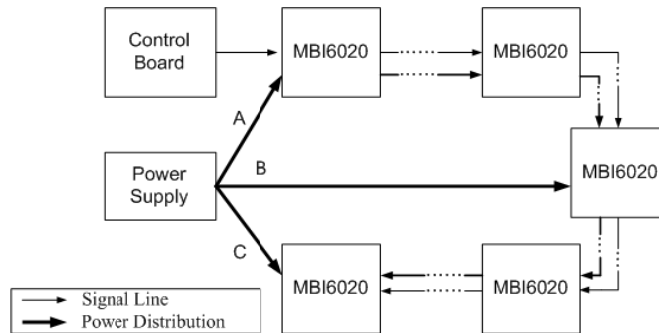 Control
Board
MBI6020
MBI6020
A
Power
Supply
B
MBI6020
C
MBI6020
MBI6020
Signal Line
Power Distribution